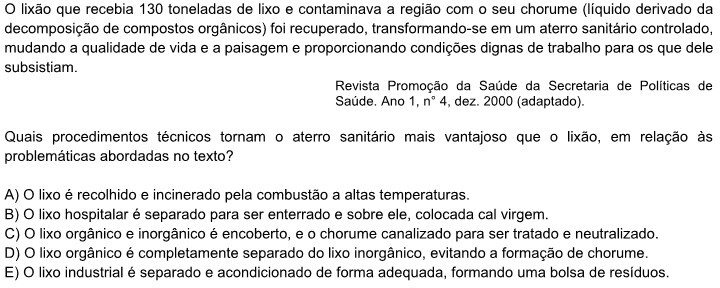 O lixão que recebia 130 toneladas de lixo e contaminava a região com o seu chorume (líquido derivado da
decomposição de compostos orgânicos) foi recuperado, transformando-se em um aterro sanitário controlado,
mudando a qualidade de vida e a paisagem e proporcionando condições dignas de trabalho para os que dele
subsistiam.
Revista Promoção da Saúde da Secretaria de Políticas de
Saúde. Ano 1, n° 4, dez. 2000 (adaptado).
Quais procedimentos técnicos tornam o aterro sanitário mais vantajoso que o lixão, em relação às
problemáticas abordadas no texto?
A) O lixo é recolhido e incinerado pela combustão a altas temperaturas.
B) O lixo hospitalar é separado para ser enterrado e sobre ele, colocada cal virgem.
C) O lixo orgânico e inorgânico é encoberto, e o chorume canalizado para ser tratado e neutralizado.
D) O lixo orgânico é completamente separado do lixo inorgânico, evitando a formação de chorume.
E) O lixo industrial é separado e acondicionado de forma adequada, formando uma bolsa de resíduos.